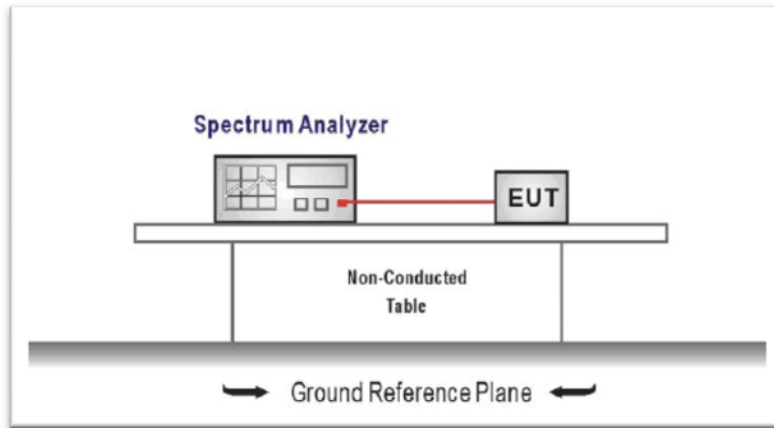 Spectrum Analyzer
EUT
Non-Conducted
Table
Ground Reference Plane